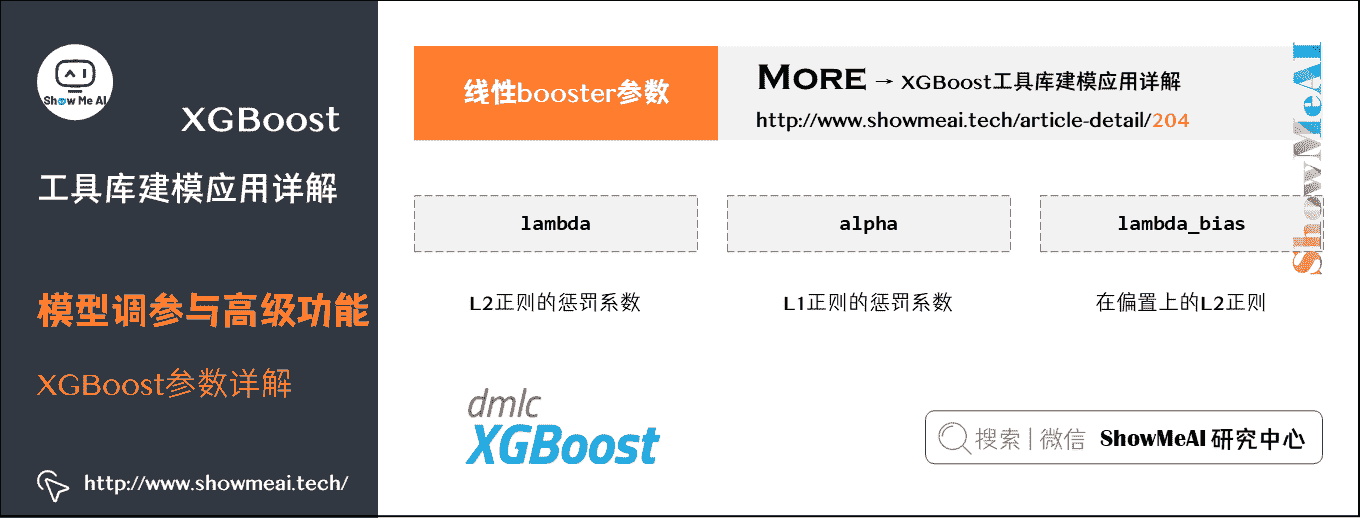 Show Me AI
XGBoost
工具库建模应用详解
模型调参与高级功能
XGBoost参数详解
http://www.showmeai.tech/
线性booster参数
MORE → XGBoost工具库建模应用详解
http://www.showmeai.tech/article-detail/204
ShowMeAI
lambda
alpha
lambda_bias
L2正则的惩罚系数
L1正则的惩罚系数
在偏置上的L2正则
dmlc
XGBoost
搜索 | 微信 ShowMeAI 研究中心